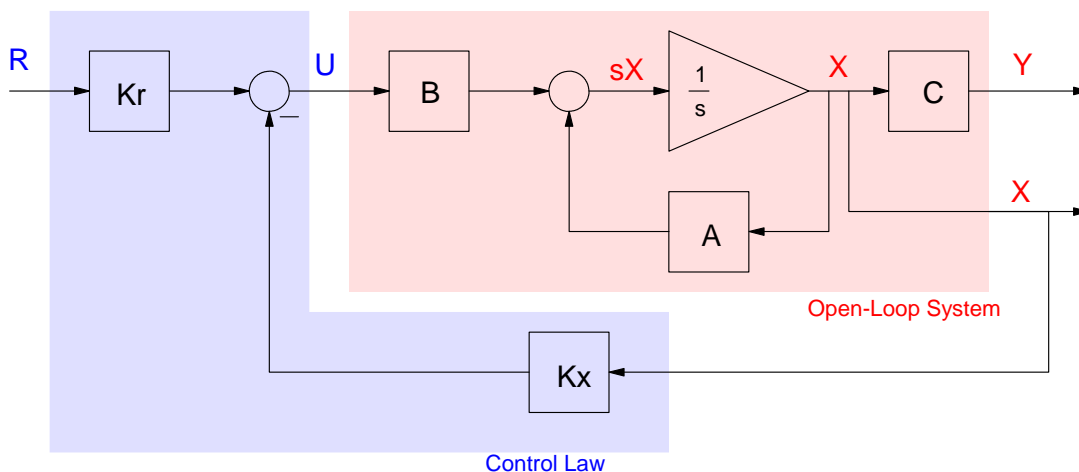 R
Kr
U
B
sX
1
s
X
C
Y
X
A
Open-Loop System
Kx
Control Law